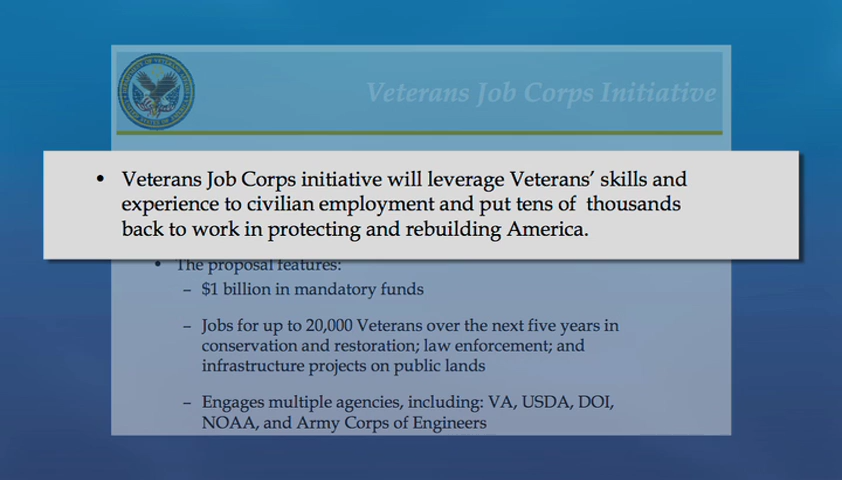 Veterans Job Corps Initiative
• Veterans Job Corps initiative will leverage Veterans’ skills and
experience to civilian employment and put tens of thousands
back to work in protecting and rebuilding America.
• The proposal features:
– $1 billion in mandatory funds
– Jobs for up to 20,000 Veterans over the next five years in
conservation and restoration; law enforcement; and
infrastructure projects on public lands
– Engages multiple agencies, including: VA, USDA, DOI,
NOAA, and Army Corps of Engineers